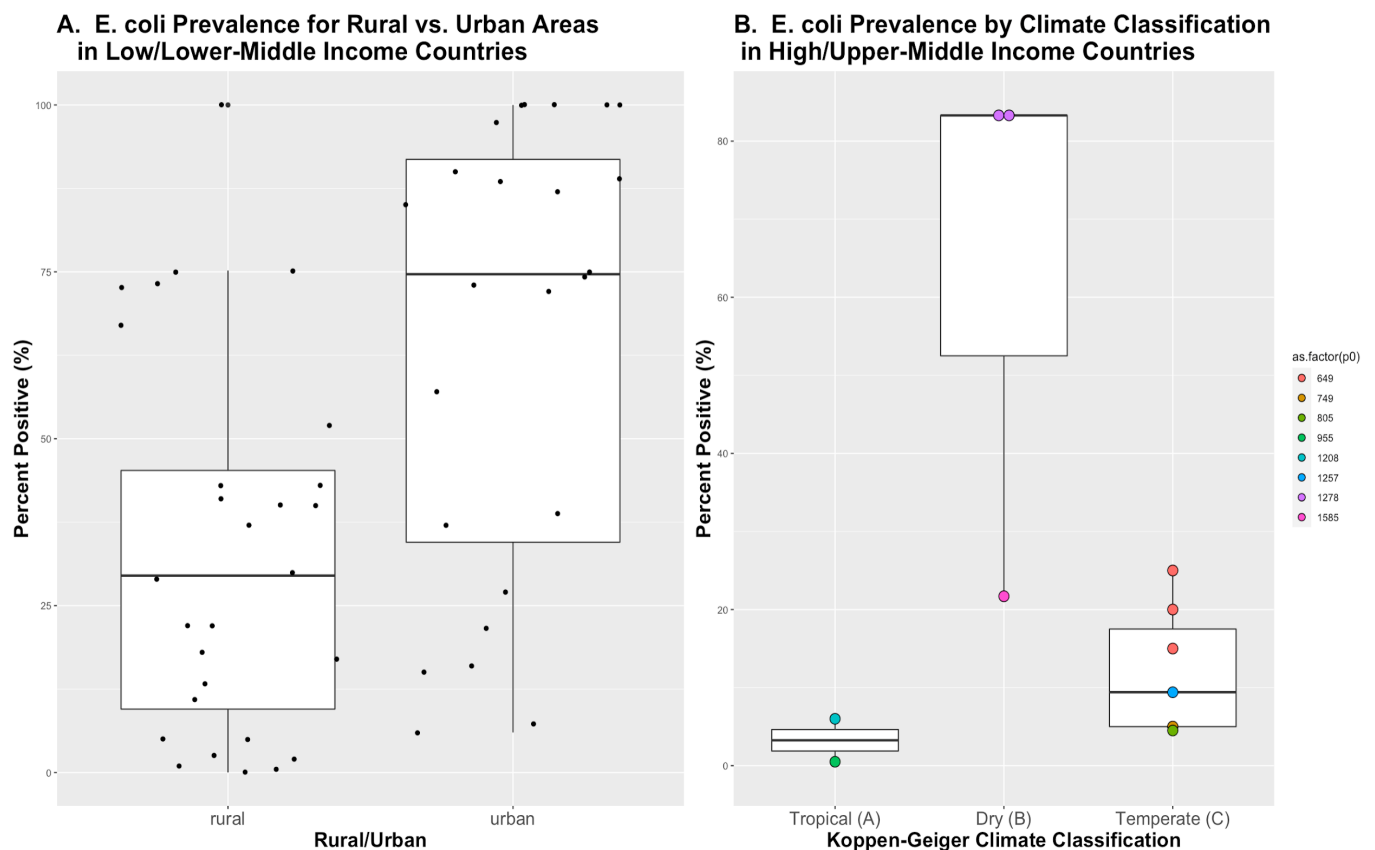 A.  E. coli Prevalence for Rural vs. Urban Areas
in Low/Lower-Middle Income Countries
Percent Positive (%)
100
75
50
25
0
rural
urban
Rural/Urban
B.  E. coli Prevalence by Climate Classification
in High/Upper-Middle Income Countries
Percent Positive (%)
80
60
40
20
0
Tropical (A)
Dry (B)
Temperate (C)
Koppen-Geiger Climate Classification
as.factor(p0)
649
749
805
955
1208
1257
1278
1585